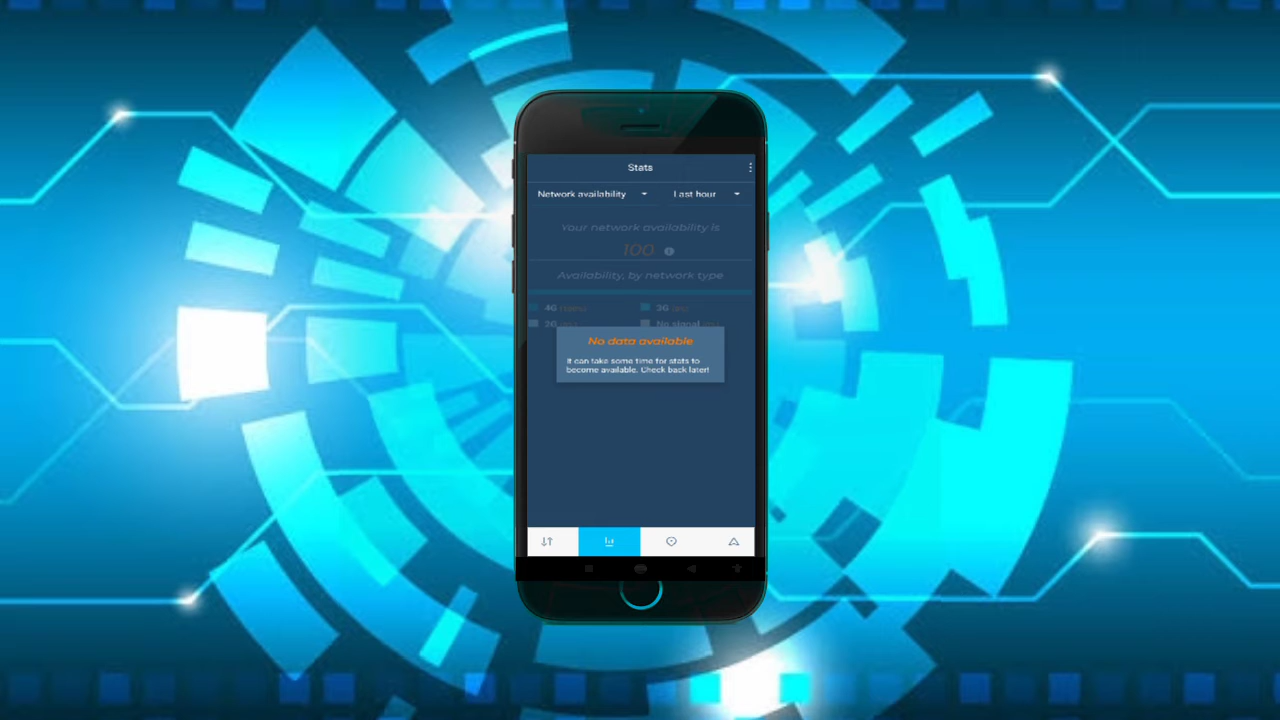 Stats
Network availability
Last hour
Your network availability is
100
Availability, by network type
4G
3G
2G
No signal
No data available
It can take some time for stats to
become available. Check back later!